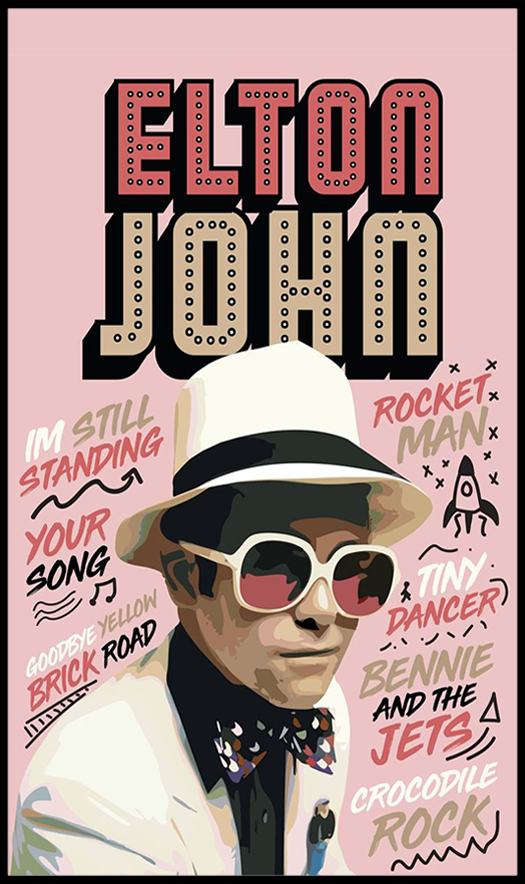 ELTON
JOHN
IM STILL
STANDING
YOUR
SONG
GOODBYE YELLOW
BRICK ROAD
ROCKET
MAN
TINY
DANCER
BENNIE
AND THE
JETS
CROCODILE
ROCK